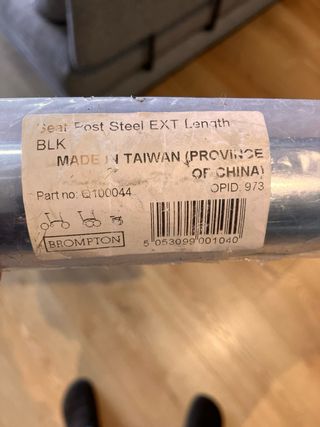 Seat Post Steel EXT Length
BLK
MADE IN TAIWAN (PROVINCE
OF CHINA)
Part no: Q100044
OPID: 973
BROMPTON
5 053099 001040